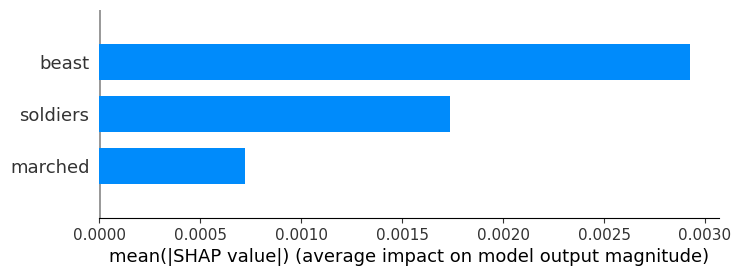 beast
soldiers
marched
0.0000 0.0005 0.0010 0.0015 0.0020 0.0025 0.0030
mean(|SHAP value|) (average impact on model output magnitude)